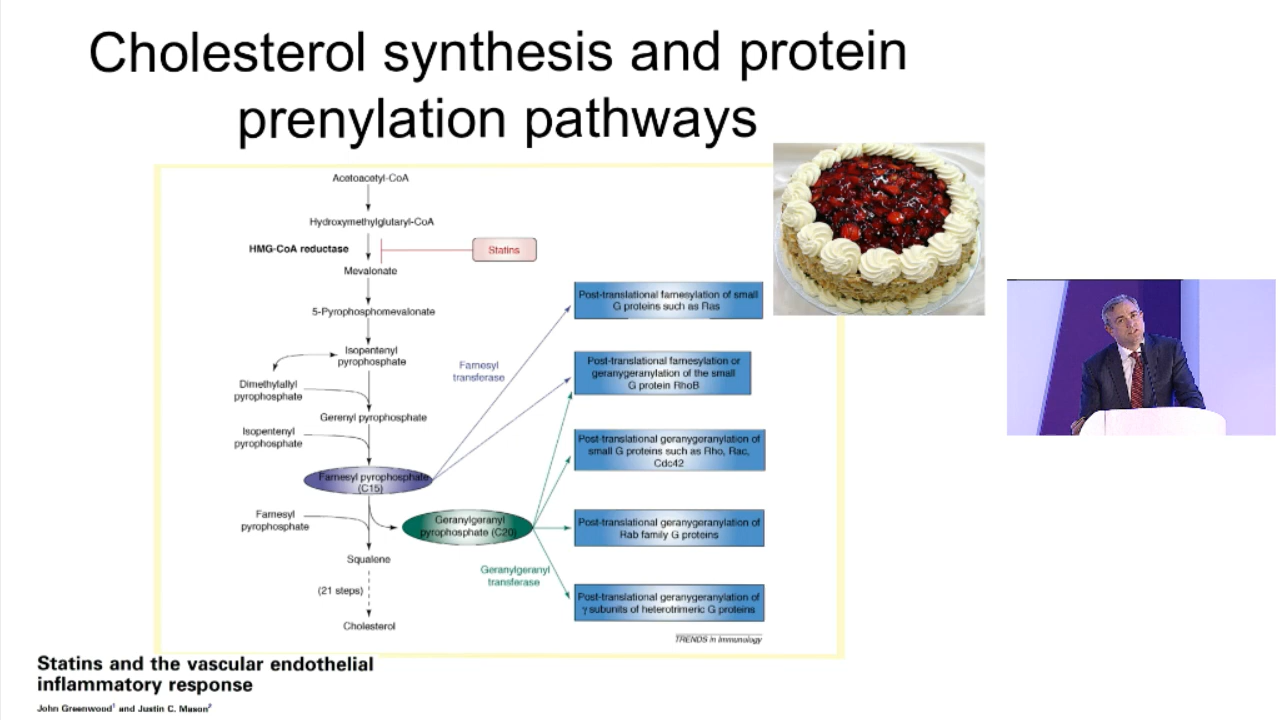 Cholesterol synthesis and protein
prenylation pathways
Acetoacetyl-CoA
Hydroxymethylglutaryl-CoA
HMG-CoA reductase
Statins
Mevalonate
5-Pyrophosphomevalonate
Isopentenyl
pyrophosphate
Dimethylallyl
pyrophosphate
Gerenyl pyrophosphate
Isopentenyl
pyrophosphate
Farnesyl pyrophosphate
(C15)
Farnesyl
pyrophosphate
Geranylgeranyl
pyrophosphate (C20)
Squalene
(21 steps)
Cholesterol
Farnesyl
transferase
Geranylgeranyl
transferase
Post-translational farnesylation of small
G proteins such as Ras
Post-translational farnesylation or
geranygeranylation of the small
G protein RhoB
Post-translational geranygeranylation of
small G proteins such as Rho, Rac,
Cdc42
Post-translational geranygeranylation of
Rab family G proteins
Post-translational geranygeranylation of
γ subunits of heterotrimeric G proteins
TRENDS in Immunology
Statins and the vascular endothelial
inflammatory response
John Greenwood¹ and Justin C. Mason²